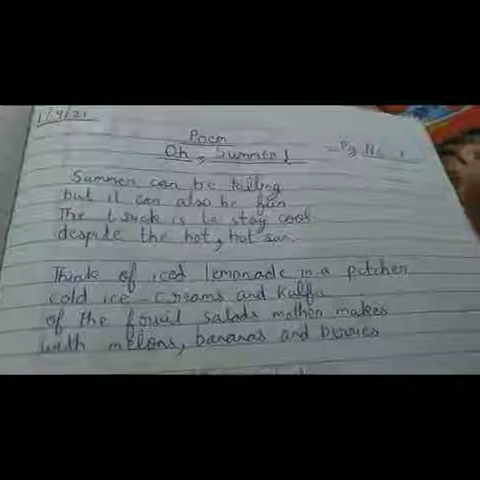 1/4/21
Poem
Oh, Summer! Pg No 1
Summer can be killing
but it can also be fun
The trick is to stay cool
despite the hot, hot sun.
Think of iced lemonade in a pitcher
cold ice-creams and kulfis
of the fruid salads mother makes
with melons, bananas and berries